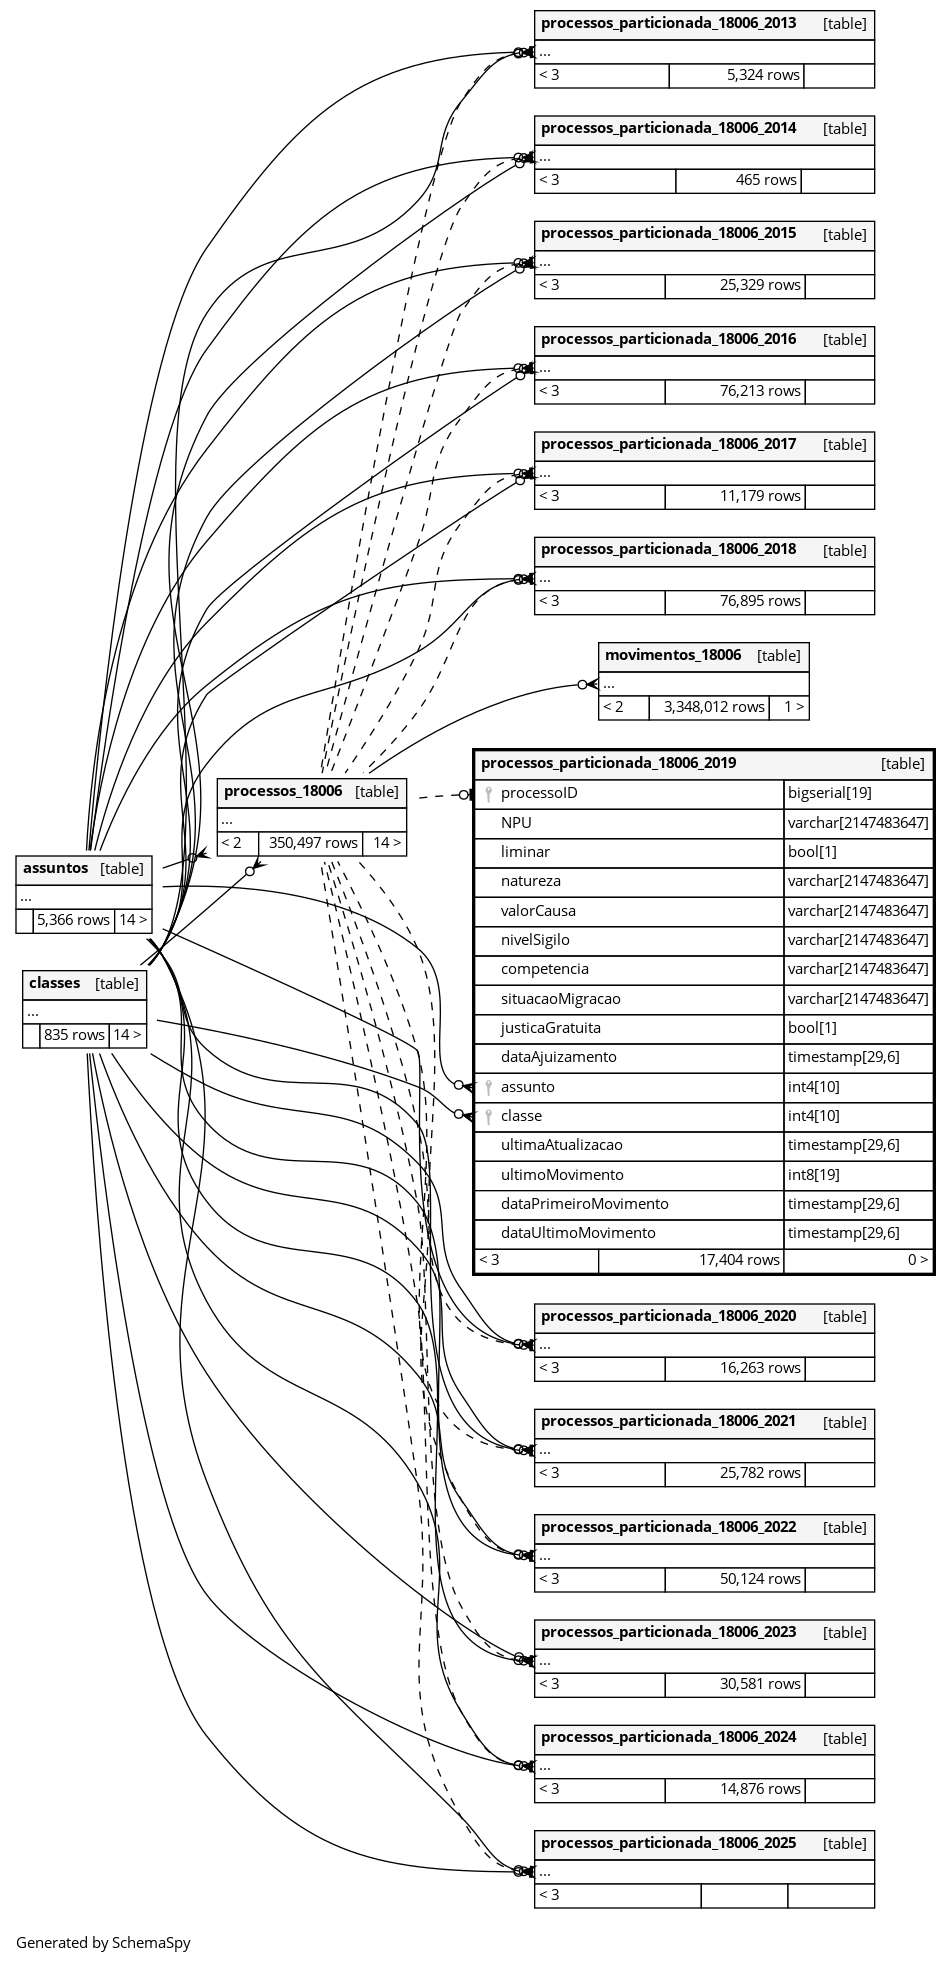 processos_particionada_18006_2013 [table]
...
< 3 5,324 rows
processos_particionada_18006_2014 [table]
...
< 3 465 rows
processos_particionada_18006_2015 [table]
...
< 3 25,329 rows
processos_particionada_18006_2016 [table]
...
< 3 76,213 rows
processos_particionada_18006_2017 [table]
...
< 3 11,179 rows
processos_particionada_18006_2018 [table]
...
< 3 76,895 rows
movimentos_18006 [table]
...
< 2 3,348,012 rows 1 >
processos_18006 [table]
...
< 2 350,497 rows 14 >
assuntos [table]
...
5,366 rows 14 >
classes [table]
...
835 rows 14 >
processos_particionada_18006_2019 [table]
processoID bigserial[19]
NPU varchar[2147483647]
liminar bool[1]
natureza varchar[2147483647]
valorCausa varchar[2147483647]
nivelSigilo varchar[2147483647]
competencia varchar[2147483647]
situacaoMigracao varchar[2147483647]
justicaGratuita bool[1]
dataAjuizamento timestamp[29,6]
assunto int4[10]
classe int4[10]
ultimaAtualizacao timestamp[29,6]
ultimoMovimento int8[19]
dataPrimeiroMovimento timestamp[29,6]
dataUltimoMovimento timestamp[29,6]
< 3 17,404 rows 0 >
processos_particionada_18006_2020 [table]
...
< 3 16,263 rows
processos_particionada_18006_2021 [table]
...
< 3 25,782 rows
processos_particionada_18006_2022 [table]
...
< 3 50,124 rows
processos_particionada_18006_2023 [table]
...
< 3 30,581 rows
processos_particionada_18006_2024 [table]
...
< 3 14,876 rows
processos_particionada_18006_2025 [table]
...
< 3
Generated by SchemaSpy